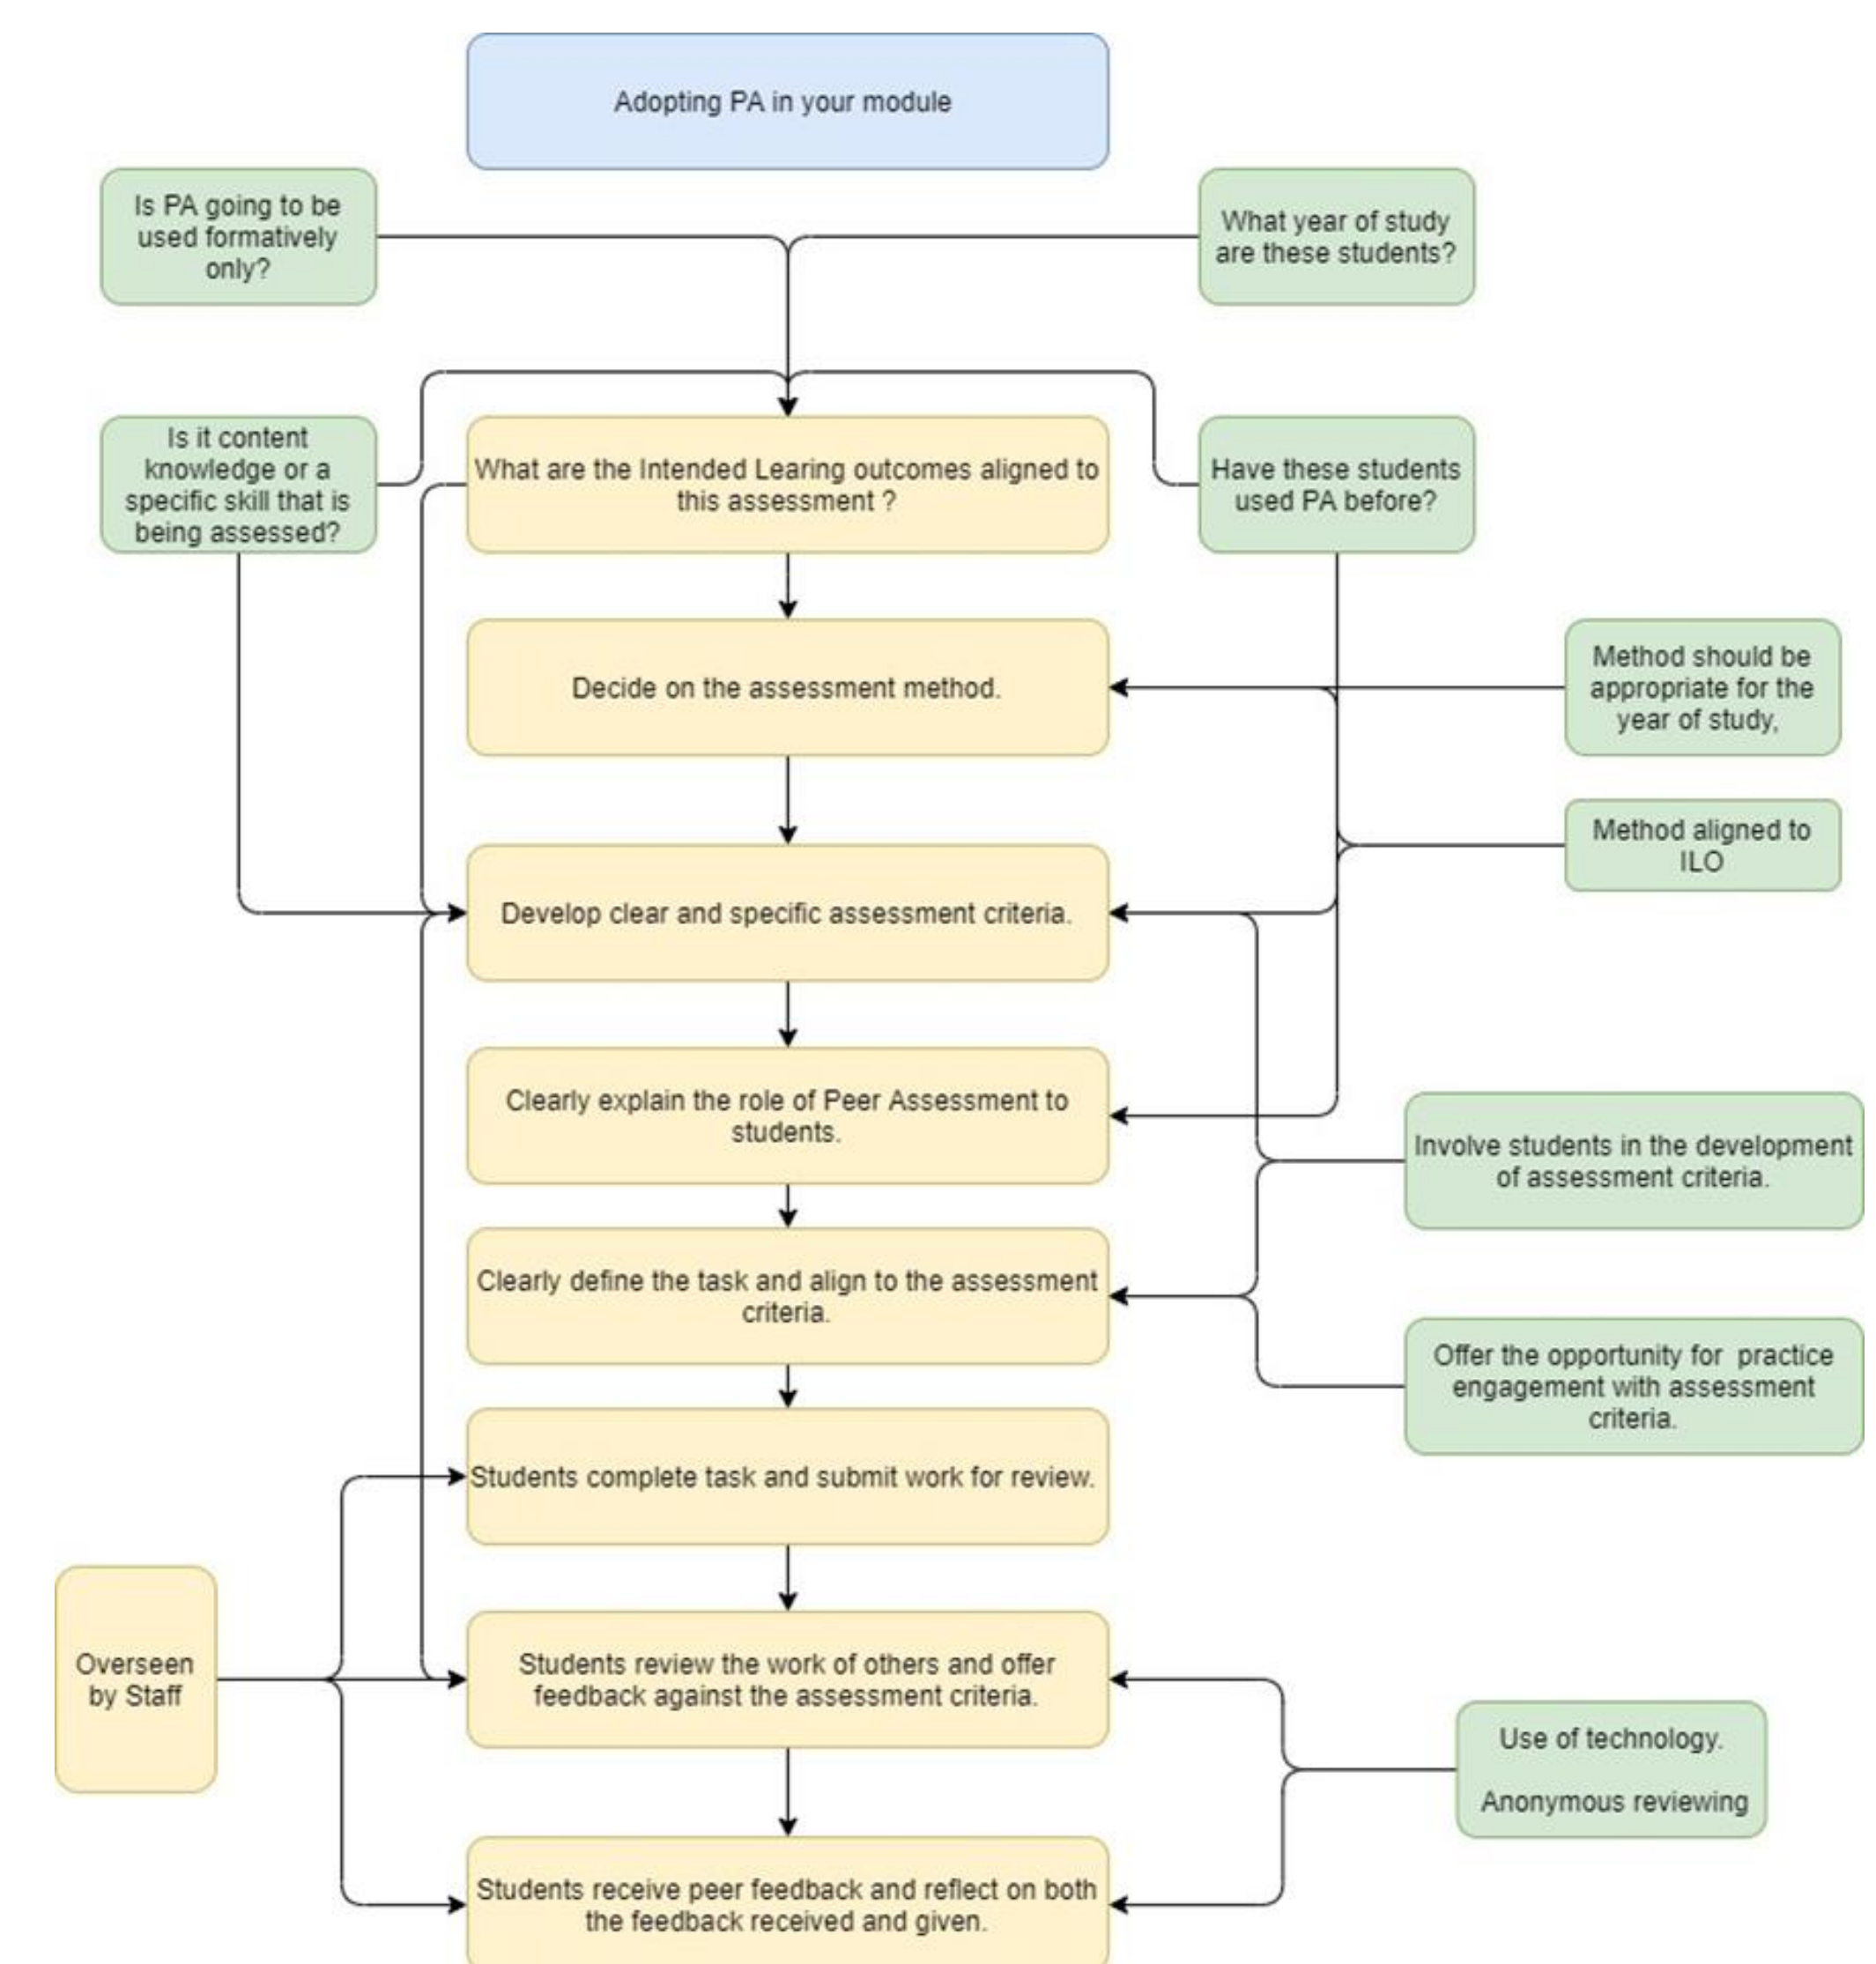 Adopting PA in your module
Is PA going to be
used formatively
only?
What year of study
are these students?
Is it content
knowledge or a
specific skill that is
being assessed?
What are the Intended Learing outcomes aligned to
this assessment ?
Have these students
used PA before?
Decide on the assessment method.
Method should be
appropriate for the
year of study,
Method aligned to
ILO
Develop clear and specific assessment criteria.
Clearly explain the role of Peer Assessment to
students.
Involve students in the development
of assessment criteria.
Clearly define the task and align to the assessment
criteria.
Offer the opportunity for practice
engagement with assessment
criteria.
Students complete task and submit work for review.
Overseen
by Staff
Students review the work of others and offer
feedback against the assessment criteria.
Use of technology.
Anonymous reviewing
Students receive peer feedback and reflect on both
the feedback received and given.